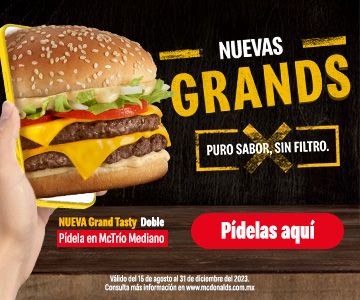 NUEVAS
GRANDS
PURO SABOR, SIN FILTRO.
NUEVA Grand Tasty Doble
Pídela en McTrío Mediano
Pídelas aquí
Válido del 15 de agosto al 31 de diciembre del 2023.
Consulta más información en www.mcdonalds.com.mx